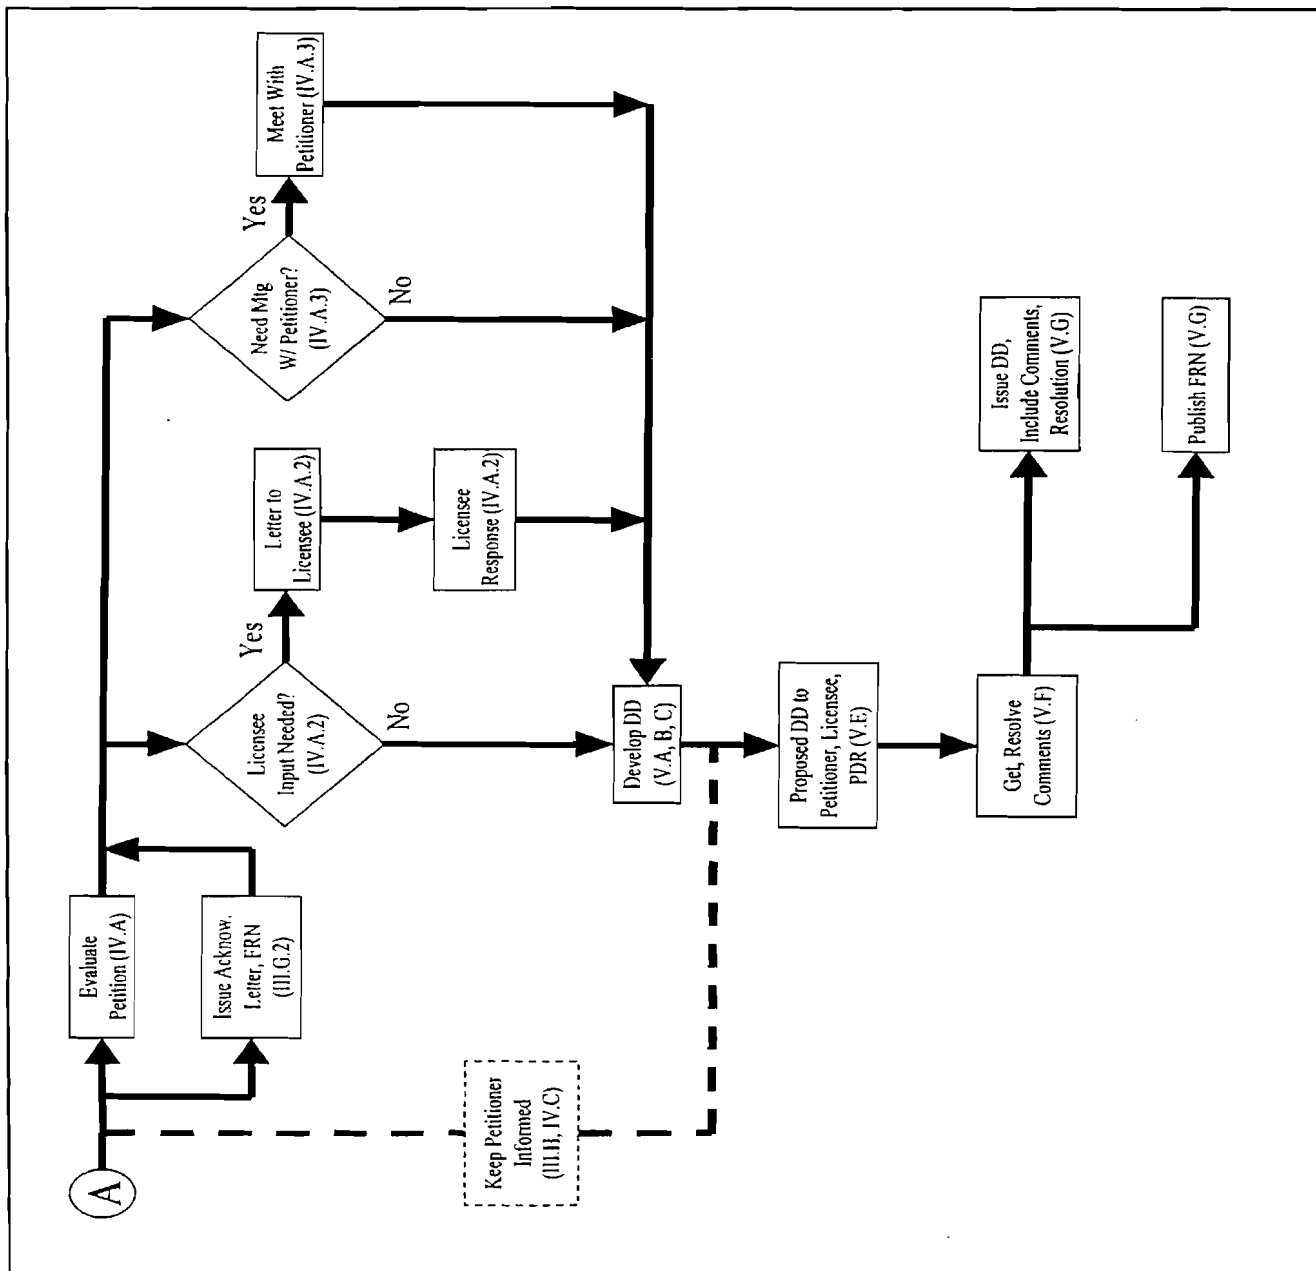 A
Evaluate
Petition (IV.A)
Issue Acknow.
Letter, FRN
(III.G.2)
Keep Petitioner
Informed
(III.H, IV.C)
Licensee
Input Needed?
(IV.A.2)
Yes
No
Letter to
Licensee (IV.A.2)
Licensee
Response (IV.A.2)
Need Mtg
W/ Petitioner?
(IV.A.3)
Yes
No
Meet With
Petitioner (IV.A.3)
Develop DD
(V.A, B, C)
Proposed DD to
Petitioner, Licensee,
PDR (V.E)
Get, Resolve
Comments (V.F)
Issue DD,
Include Comments,
Resolution (V.G)
Publish FRN (V.G)